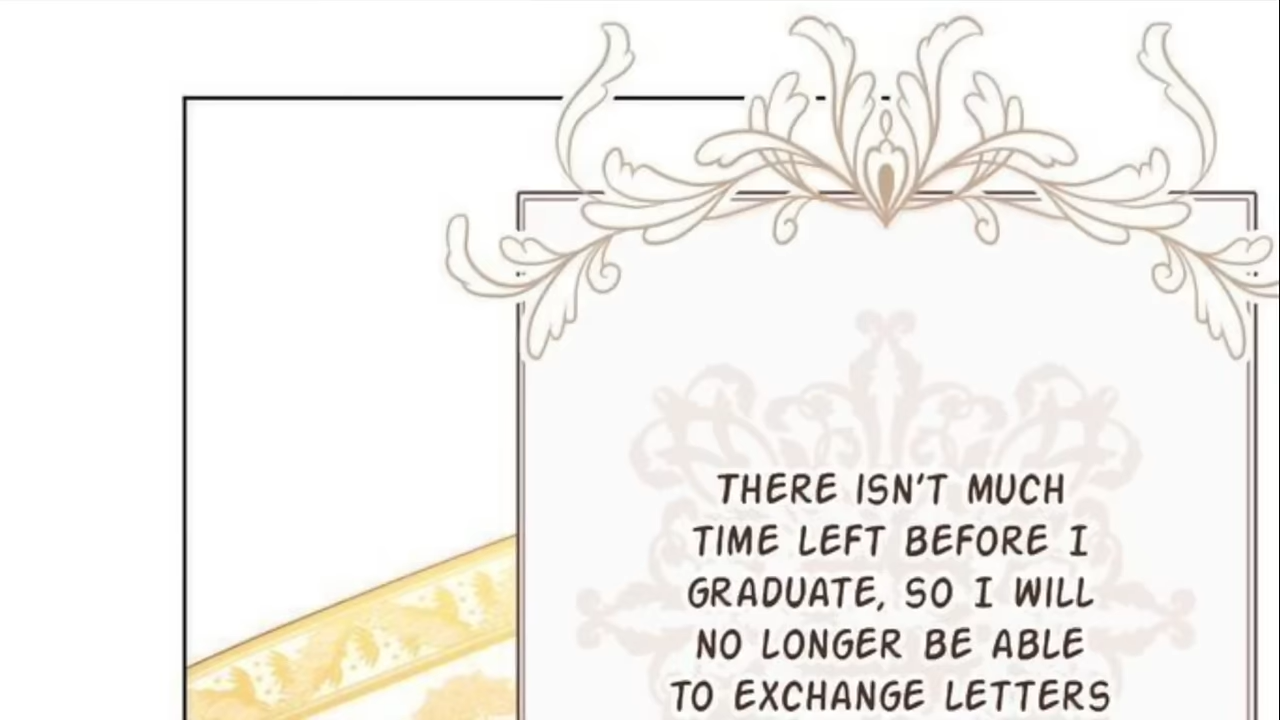 THERE ISN'T MUCH
TIME LEFT BEFORE I
GRADUATE, SO I WILL
NO LONGER BE ABLE
TO EXCHANGE LETTERS